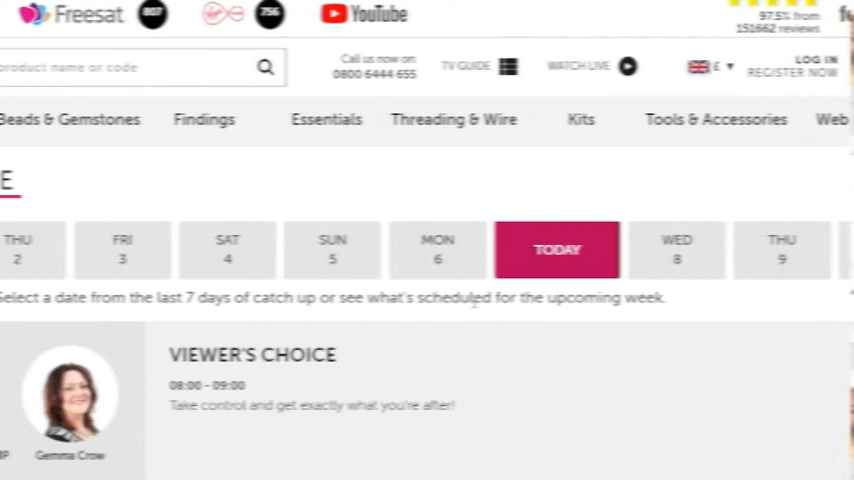 Freesat 807 756 YouTube
97.5% from
151662 reviews
product name or code
Call us now on:
0800 6444 655
TV GUIDE WATCH LIVE £ LOG IN
REGISTER NOW
Beads & Gemstones Findings Essentials Threading & Wire Kits Tools & Accessories Web
E
THU FRI SAT SUN MON TODAY WED THU
2 3 4 5 6 8 9
Select a date from the last 7 days of catch up or see what's scheduled for the upcoming week.
VIEWER'S CHOICE
08:00 - 09:00
Take control and get exactly what you're after!
Gemma Crow